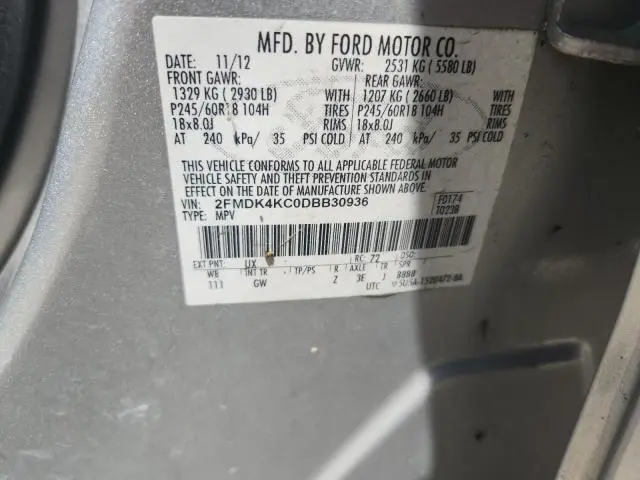 MFD. BY FORD MOTOR CO.
DATE: 11/12 GVWR: 2531 KG ( 5580 LB)
FRONT GAWR: REAR GAWR:
1329 KG ( 2930 LB) WITH 1207 KG ( 2660 LB) WITH
P245/60R18 104H TIRES P245/60R18 104H TIRES
18x8.0J RIMS 18x8.0J RIMS
AT 240 kPa/ 35 PSI COLD AT 240 kPa/ 35 PSI COLD
THIS VEHICLE CONFORMS TO ALL APPLICABLE FEDERAL MOTOR
VEHICLE SAFETY AND THEFT PREVENTION STANDARDS IN
EFFECT ON THE DATE OF MANUFACTURE SHOWN ABOVE.
VIN: 2FMDK4KC0DBB30936 F0174
TYPE: MPV T0238
EXT PNT: UX RC: 72 DSO:
WB INT TR TP/PS R AXLE TR SPR
111 GW Z 3E J
UTC